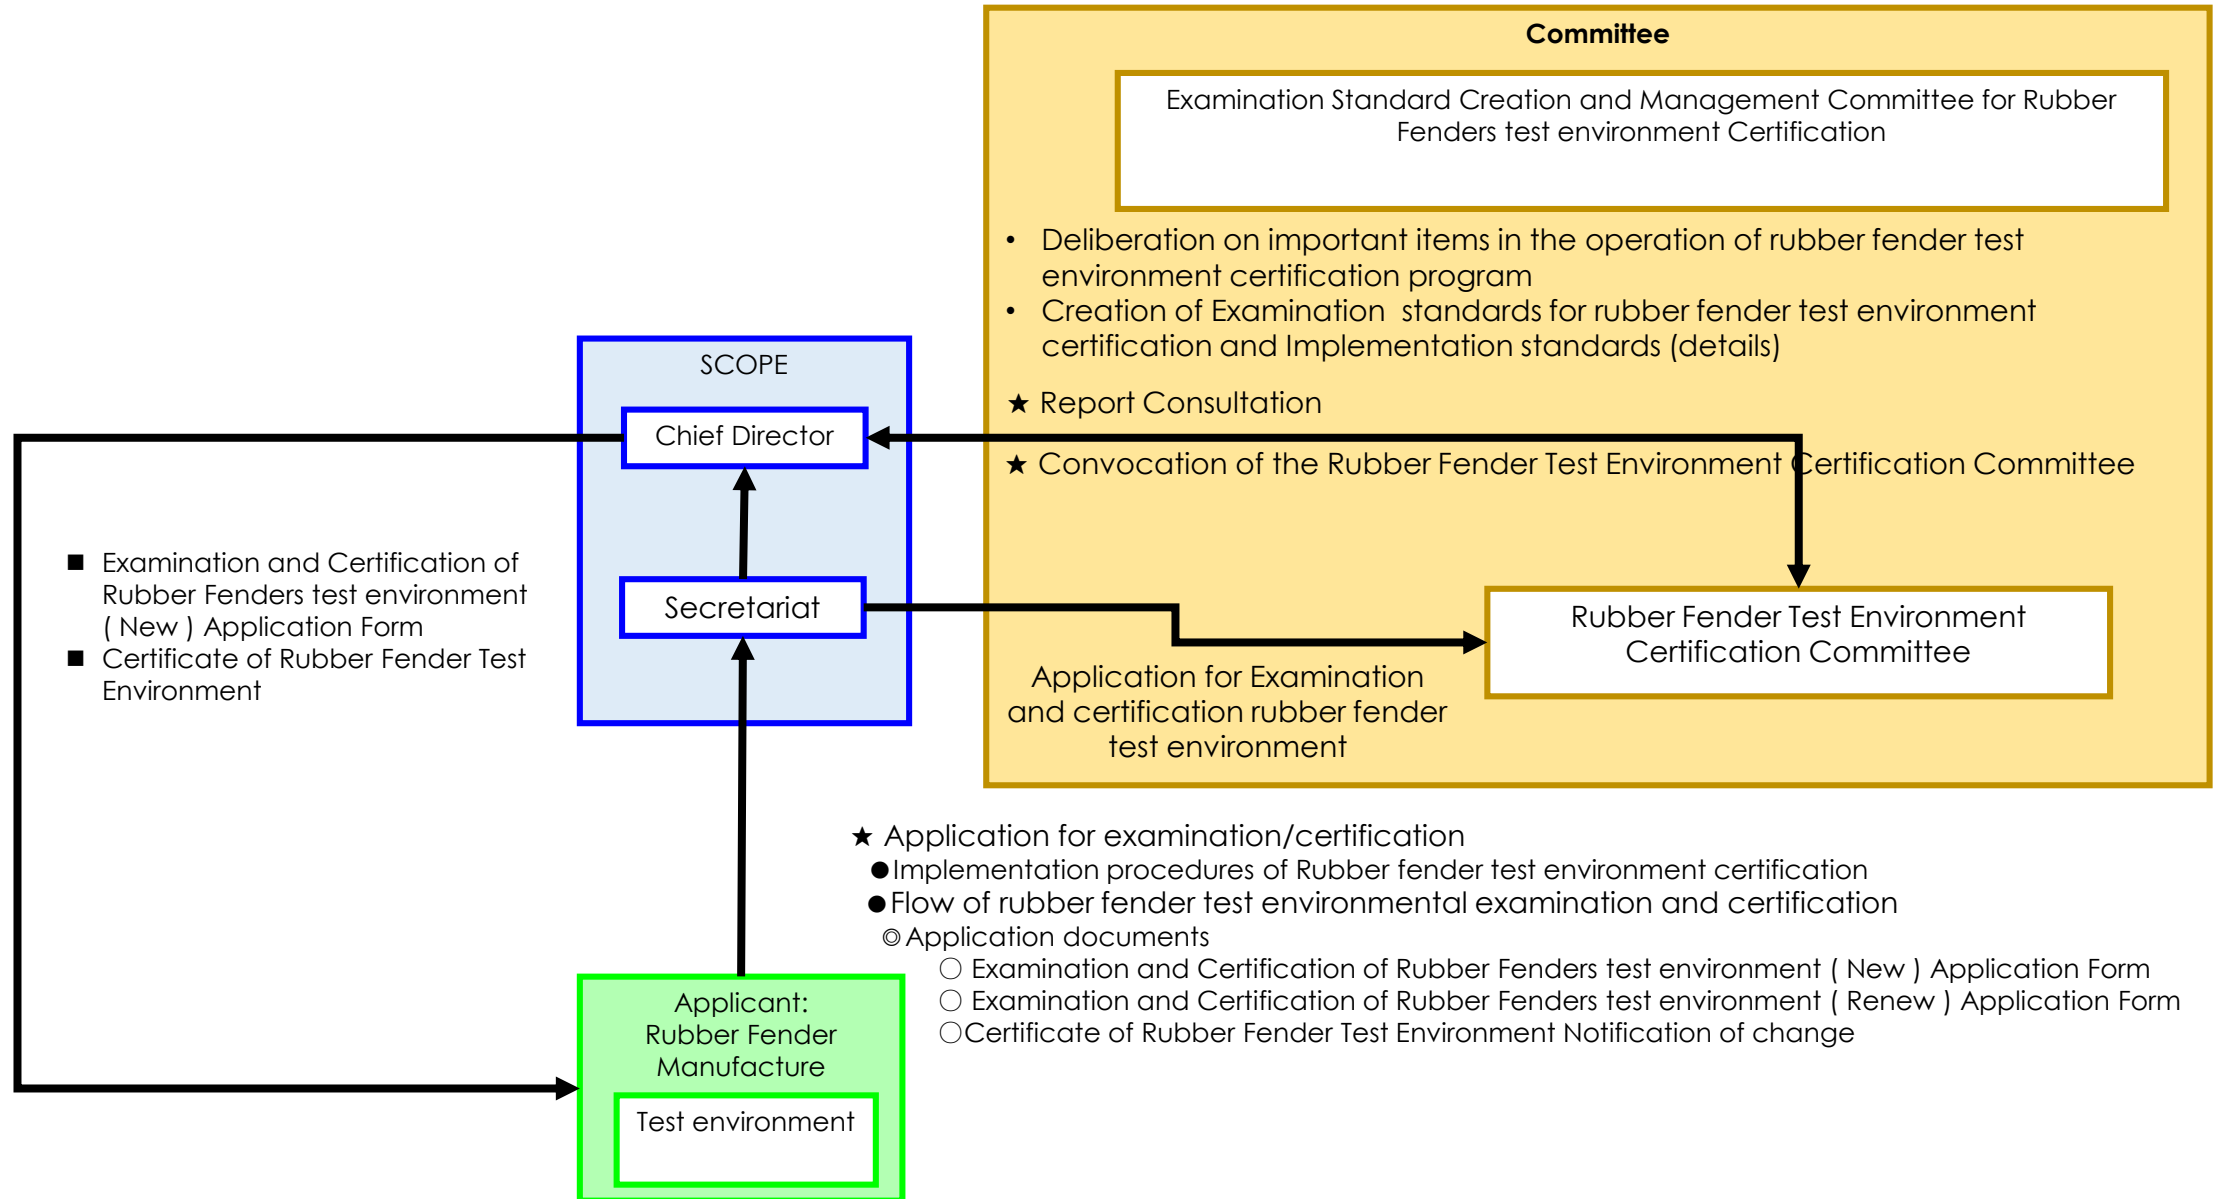 Committee
Examination Standard Creation and Management Committee for Rubber
Fenders test environment Certification
• Deliberation on important items in the operation of rubber fender test
environment certification program
• Creation of Examination standards for rubber fender test environment
certification and Implementation standards (details)
★ Report Consultation
★ Convocation of the Rubber Fender Test Environment Certification Committee
Rubber Fender Test Environment
Certification Committee
Application for Examination
and certification rubber fender
test environment
SCOPE
Chief Director
Secretariat
■ Examination and Certification of
Rubber Fenders test environment
( New ) Application Form
■ Certificate of Rubber Fender Test
Environment
★ Application for examination/certification
●Implementation procedures of Rubber fender test environment certification
●Flow of rubber fender test environmental examination and certification
◎Application documents
○ Examination and Certification of Rubber Fenders test environment ( New ) Application Form
○ Examination and Certification of Rubber Fenders test environment ( Renew ) Application Form
○Certificate of Rubber Fender Test Environment Notification of change
Applicant:
Rubber Fender
Manufacture
Test environment